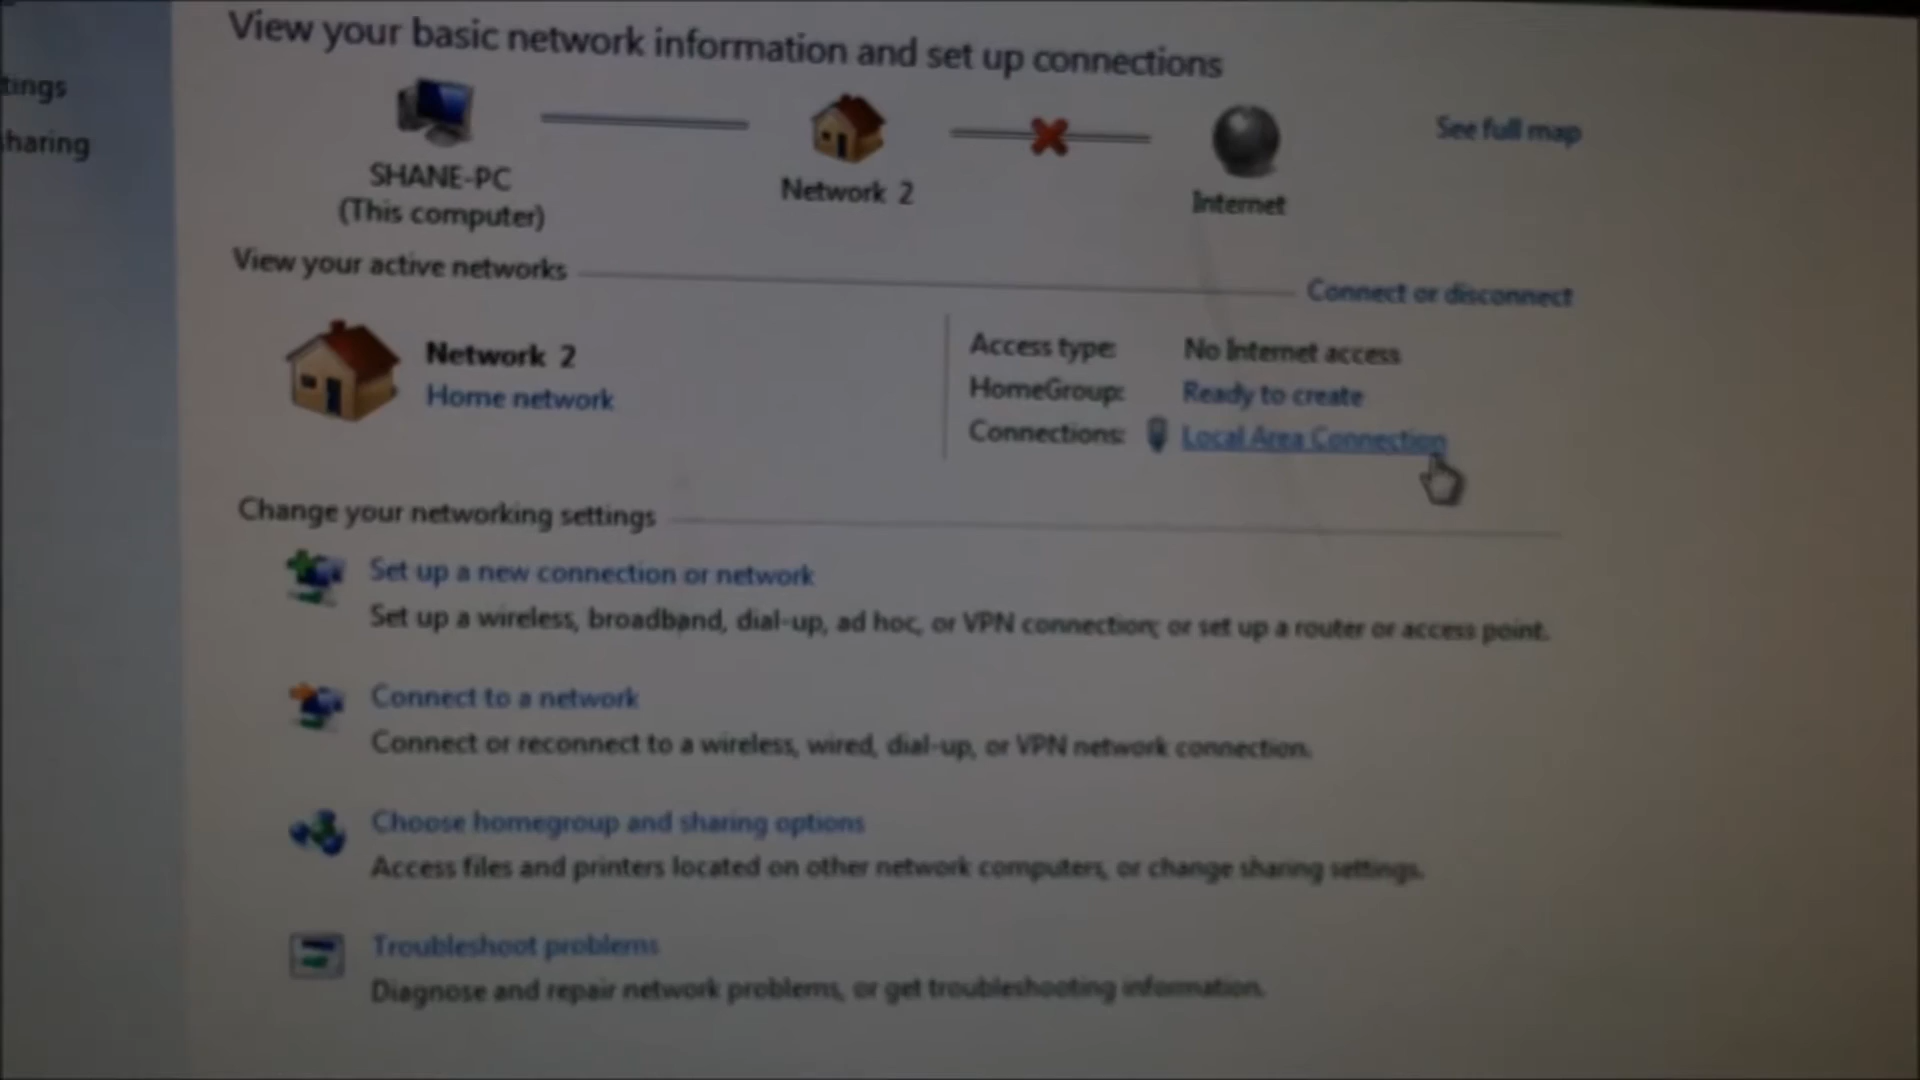 View your basic network information and set up connections
tings
haring
SHANE-PC
(This computer)
Network 2
Internet
See full map
View your active networks
Connect or disconnect
Network 2
Home network
Access type:
No Internet access
HomeGroup:
Ready to create
Connections:
Local Area Connection
Change your networking settings
Set up a new connection or network
Set up a wireless, broadband, dial-up, ad hoc, or VPN connection; or set up a router or access point.
Connect to a network
Connect or reconnect to a wireless, wired, dial-up, or VPN network connection.
Choose homegroup and sharing options
Access files and printers located on other network computers, or change sharing settings.
Troubleshoot problems
Diagnose and repair network problems, or get troubleshooting information.